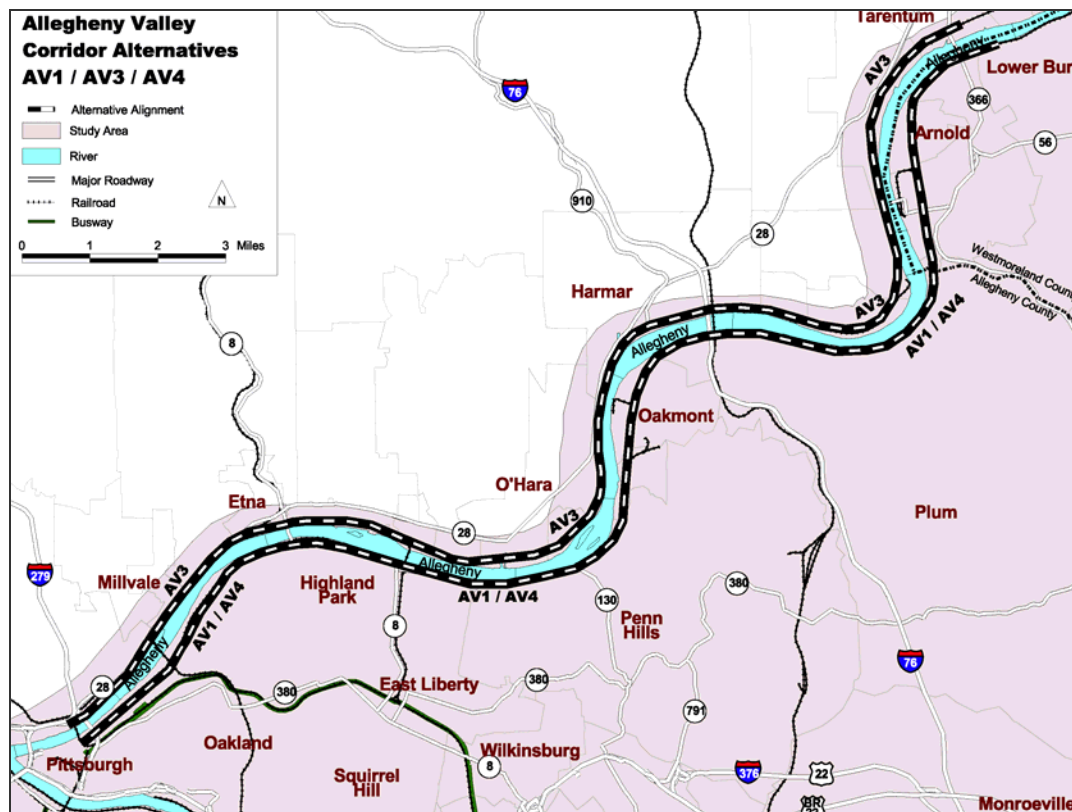 Allegheny Valley
Corridor Alternatives
AV1 / AV3 / AV4
Alternative Alignment
Study Area
River
Major Roadway
Railroad
Busway
N
0 1 2 3 Miles
Tarentum
76
AV3
Allegheny
Lower Bur
366
Arnold
56
910
28
Westmoreland County
Allegheny County
Harmar
AV3
AV1 / AV4
8
Allegheny
Oakmont
O'Hara
Etna
28
AV3
Plum
279
Millvale
AV3
Highland
Park
Allegheny
AV1 / AV4
AV1 / AV4
130
380
8
Penn
Hills
28
Allegheny
380
East Liberty
380
76
791
Pittsburgh
Oakland
Squirrel
Hill
Wilkinsburg
8
376
22
BR
22
Monroeville